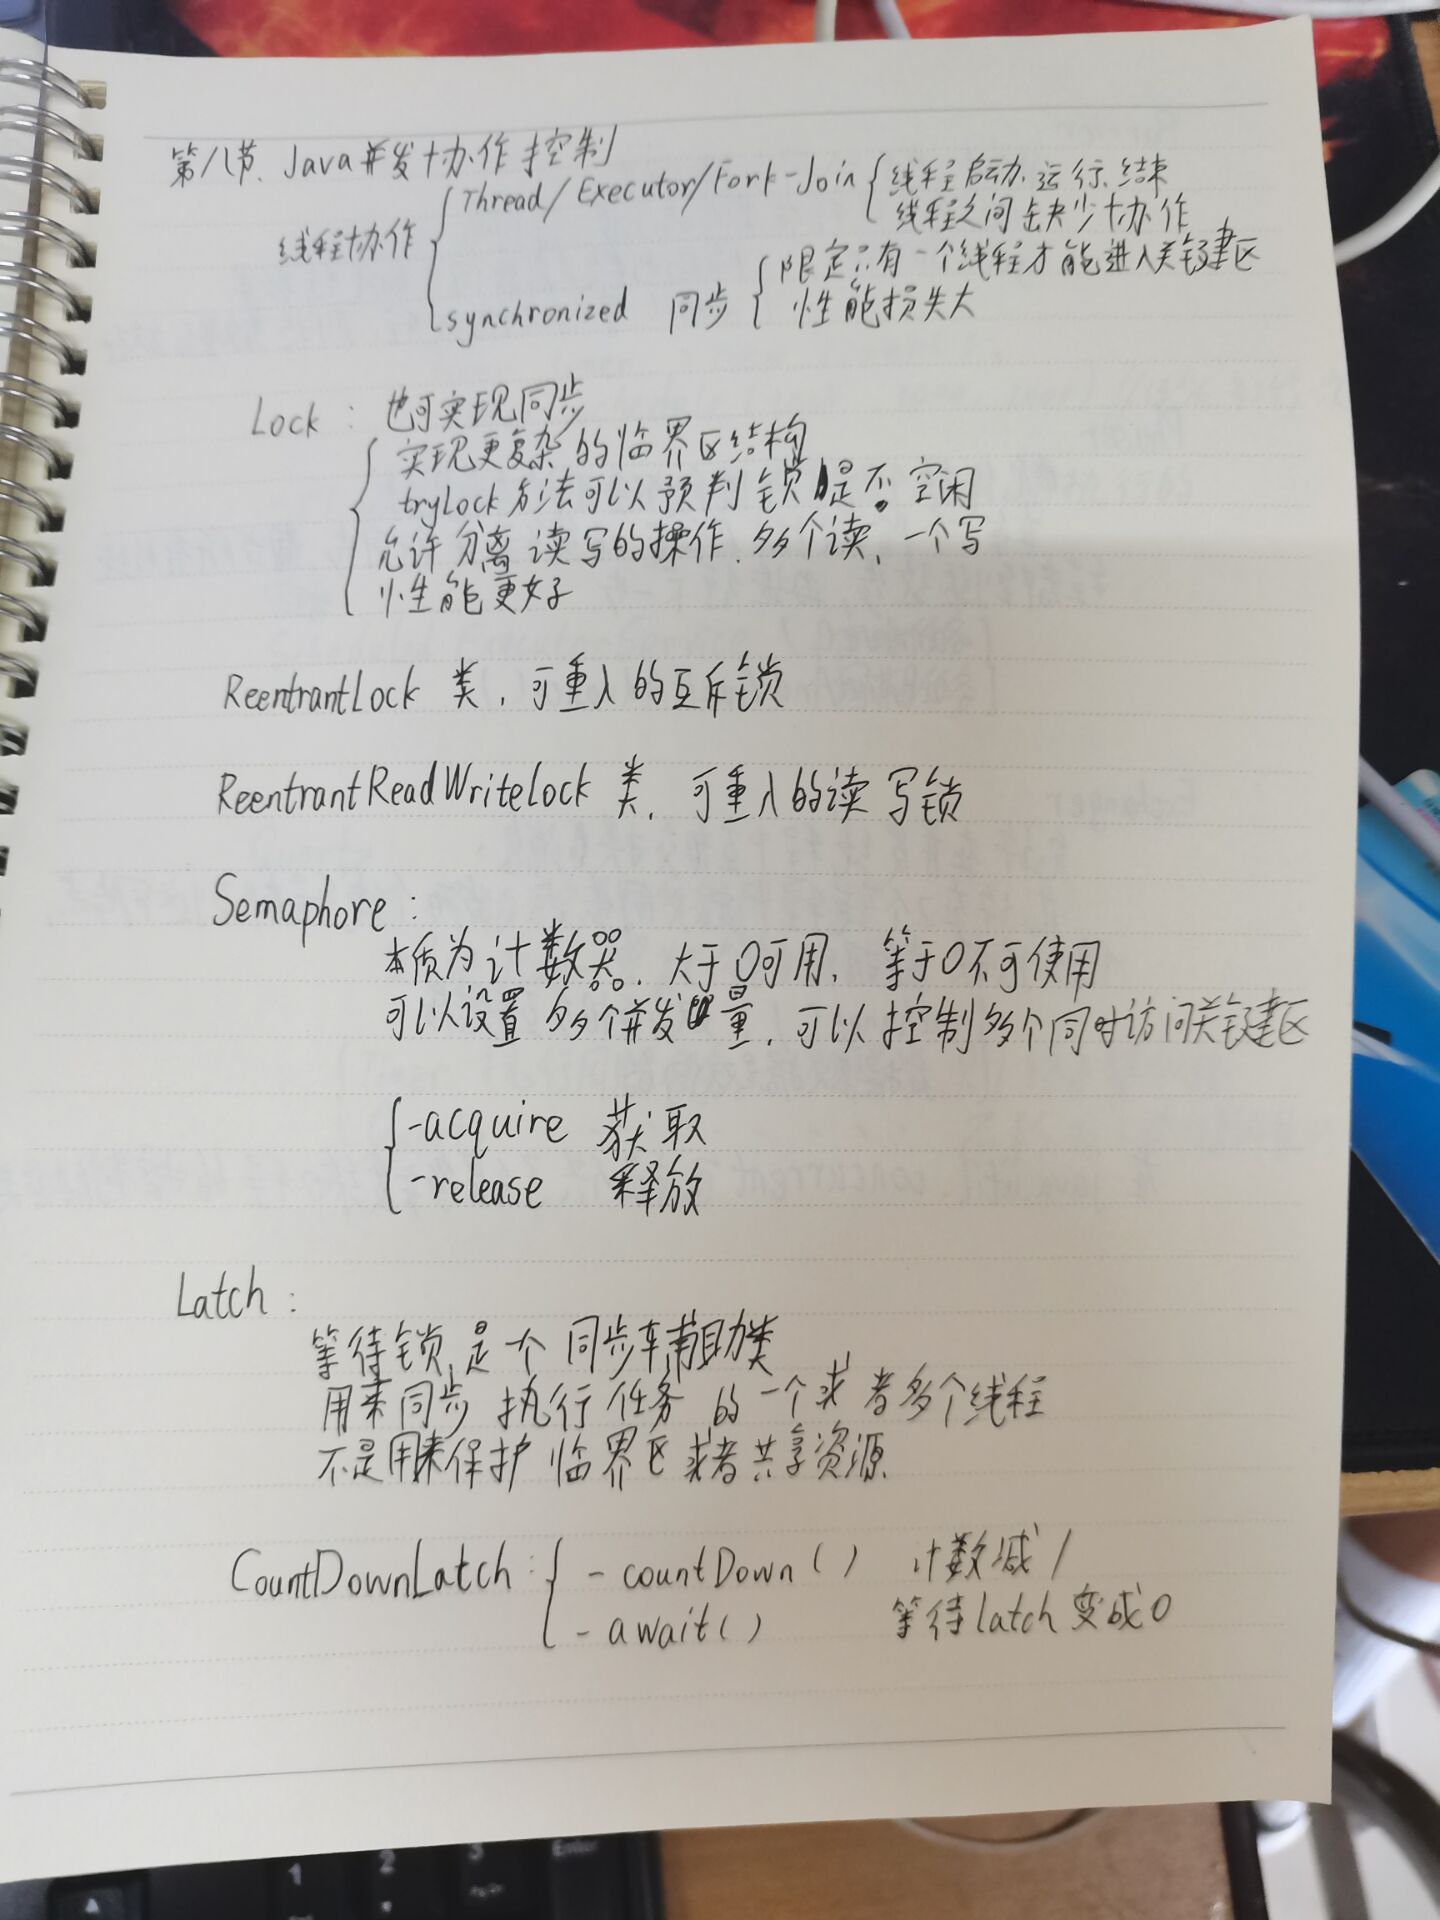 第八节、Java并发协作控制
线程协作
Thread/Executor/Fork-Join
线程启动、运行、结束
线程之间缺少协作
synchronized 同步
限定只有一个线程才能进入关键建区
性能损失大
Lock: 也可实现同步
实现更复杂的临界区结构
tryLock方法可以预判锁是否空闲
允许分离读写的操作、多个读、一个写
性能更好
ReentrantLock 类,可重入的互斥锁
ReentrantReadWriteLock 类,可重入的读写锁
Semaphore:
本质为计数器、大于0可用,等于0不可使用
可以设置多个并发量,可以控制多个同时访问关键建区
-acquire 获取
-release 释放
Latch:
等待锁,是个同步辅助类
用来同步执行任务的一个或者多个线程
不是用来保护临界区或者共享资源
CountDownLatch:
-countDown() 计数减1
-await() 等待latch变成0
1 2 3 Enter